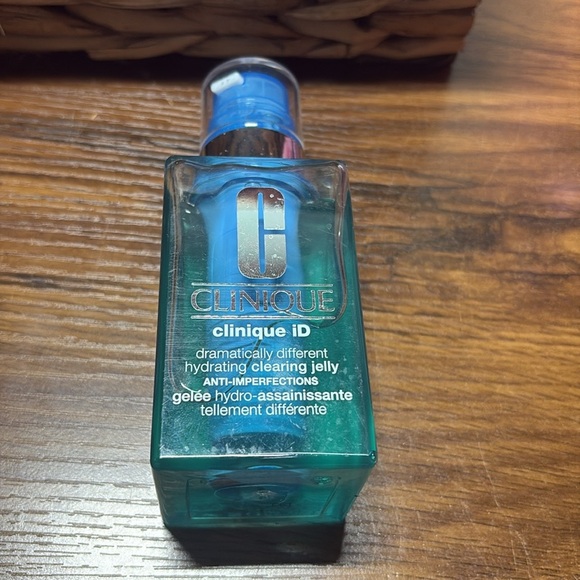 C
CLINIQUE
clinique iD
dramatically different
hydrating clearing jelly
ANTI-IMPERFECTIONS
gelée hydro-assainissante
tellement différente